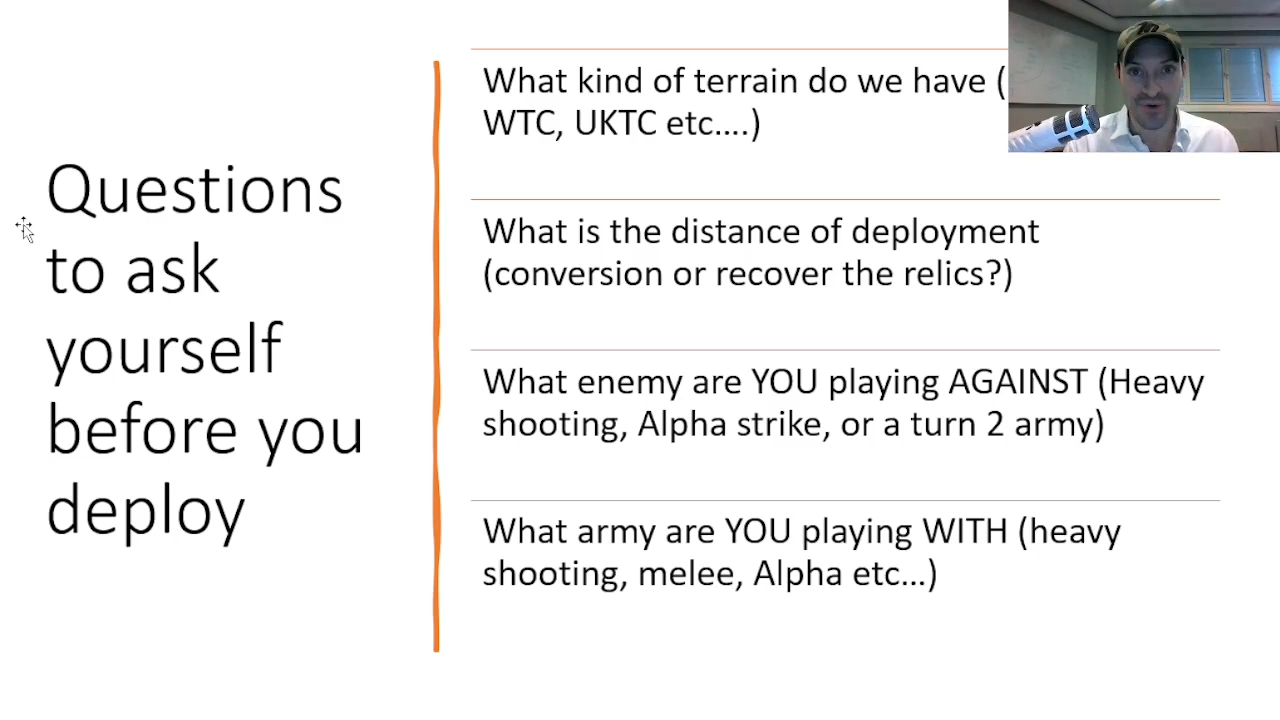 Questions
to ask
yourself
before you
deploy
What kind of terrain do we have (
WTC, UKTC etc….)
What is the distance of deployment
(conversion or recover the relics?)
What enemy are YOU playing AGAINST (Heavy
shooting, Alpha strike, or a turn 2 army)
What army are YOU playing WITH (heavy
shooting, melee, Alpha etc…)